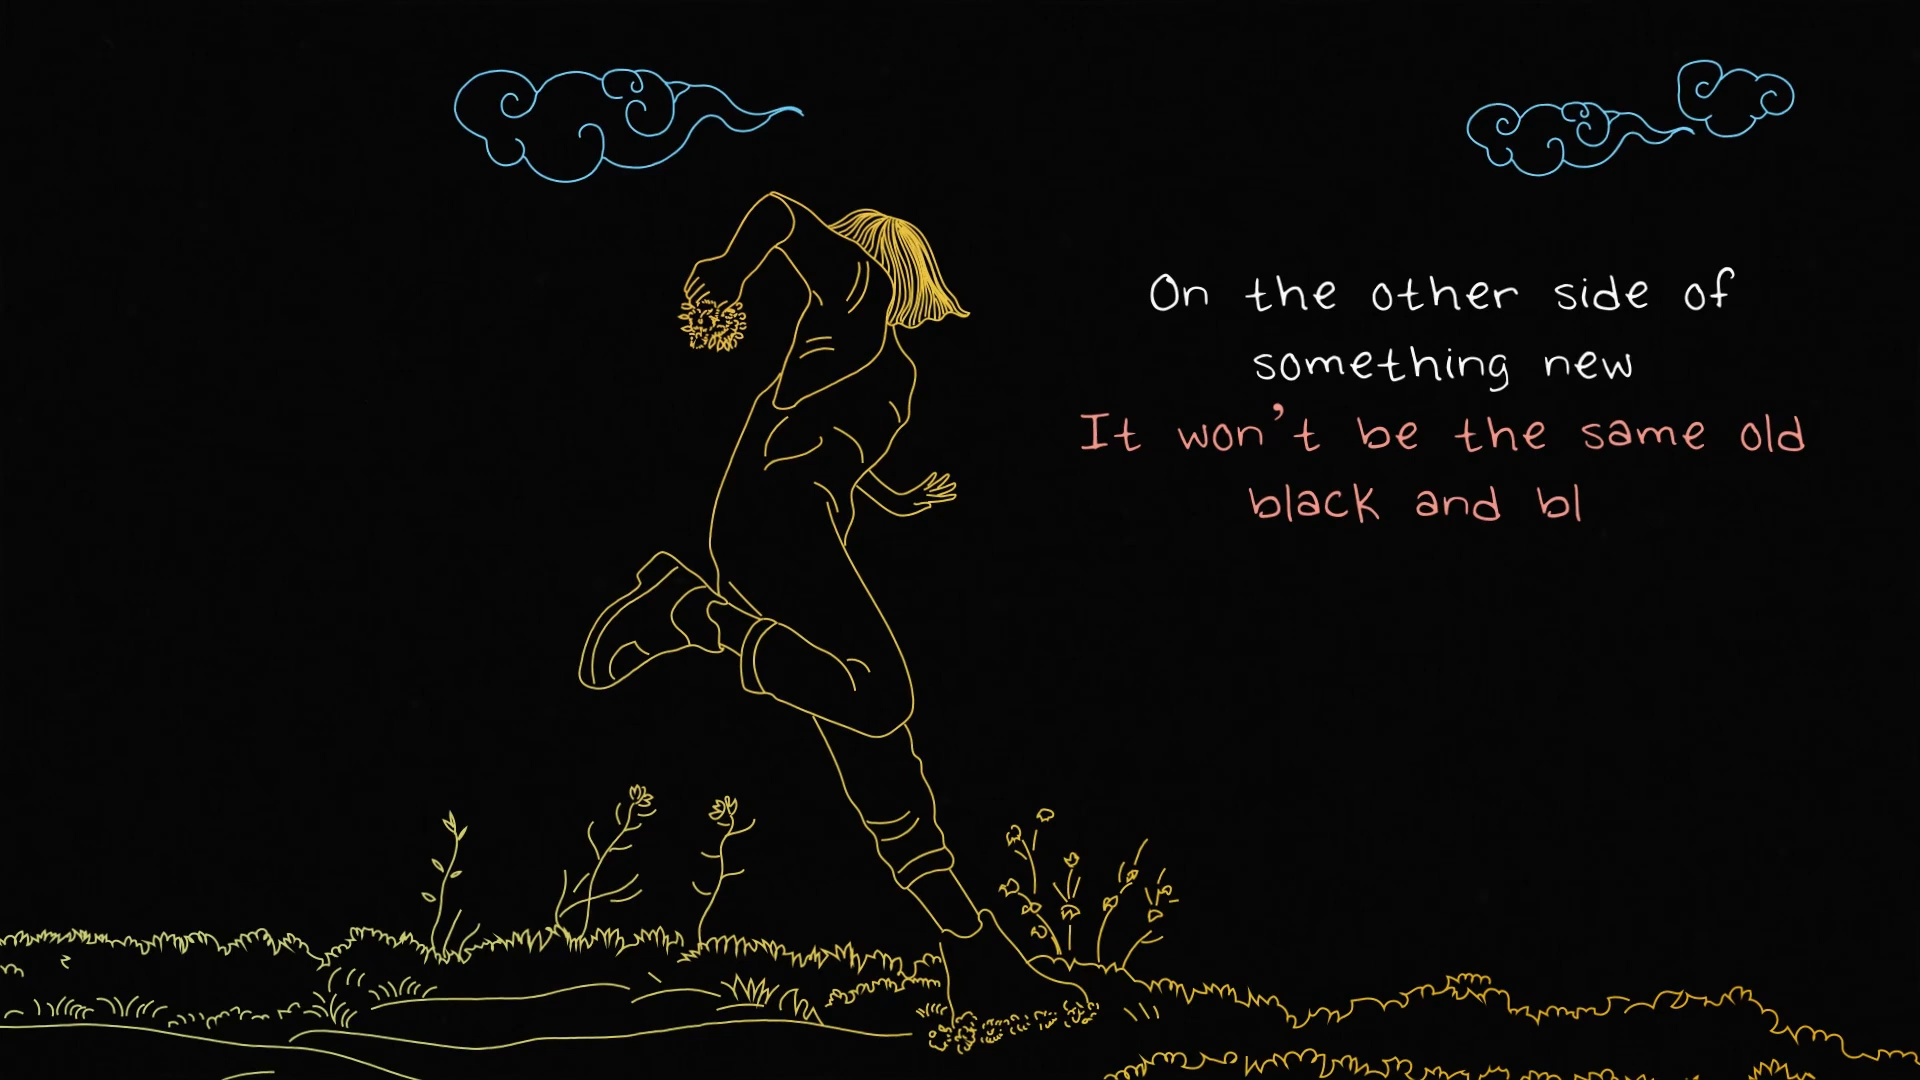 On the other side of
something new
It won't be the same old
black and bl